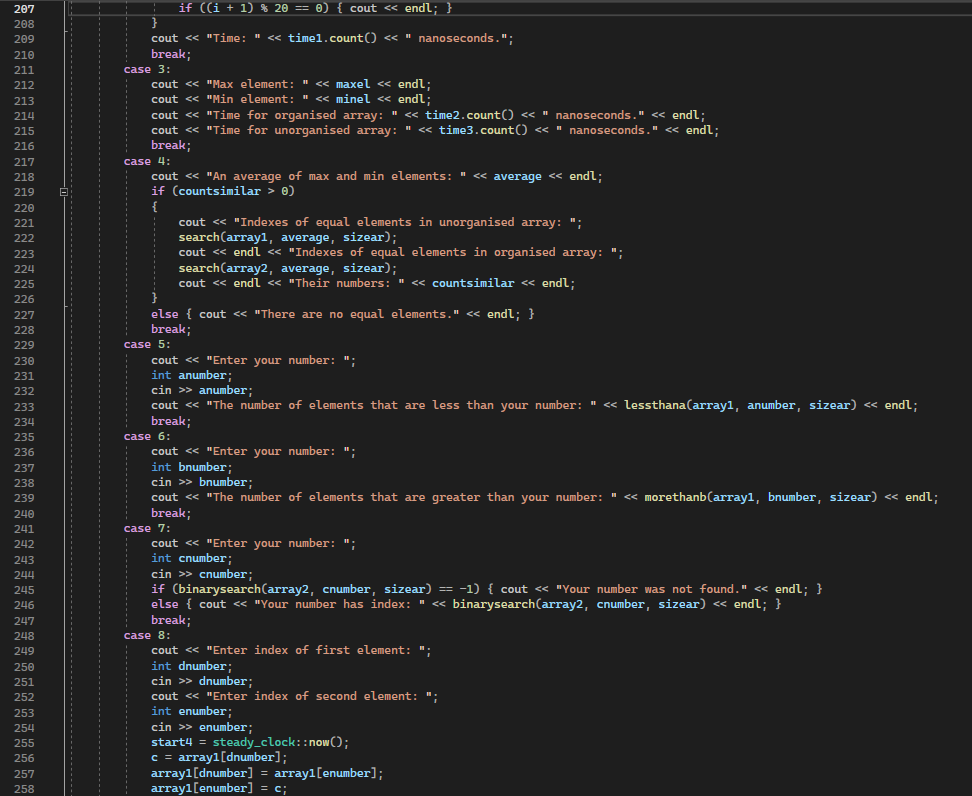 207 if ((i + 1) % 20 == 0) { cout << endl; }
208 }
209 cout << "Time: " << time1.count() << " nanoseconds.";
210 break;
211 case 3:
212 cout << "Max element: " << maxel << endl;
213 cout << "Min element: " << minel << endl;
214 cout << "Time for organised array: " << time2.count() << " nanoseconds." << endl;
215 cout << "Time for unorganised array: " << time3.count() << " nanoseconds." << endl;
216 break;
217 case 4:
218 cout << "An average of max and min elements: " << average << endl;
219 if (countsimilar > 0)
220 {
221 cout << "Indexes of equal elements in unorganised array: ";
222 search(array1, average, sizear);
223 cout << endl << "Indexes of equal elements in organised array: ";
224 search(array2, average, sizear);
225 cout << endl << "Their numbers: " << countsimilar << endl;
226 }
227 else { cout << "There are no equal elements." << endl; }
228 break;
229 case 5:
230 cout << "Enter your number: ";
231 int anumber;
232 cin >> anumber;
233 cout << "The number of elements that are less than your number: " << lessthana(array1, anumber, sizear) << endl;
234 break;
235 case 6:
236 cout << "Enter your number: ";
237 int bnumber;
238 cin >> bnumber;
239 cout << "The number of elements that are greater than your number: " << morethanb(array1, bnumber, sizear) << endl;
240 break;
241 case 7:
242 cout << "Enter your number: ";
243 int cnumber;
244 cin >> cnumber;
245 if (binarysearch(array2, cnumber, sizear) == -1) { cout << "Your number was not found." << endl; }
246 else { cout << "Your number has index: " << binarysearch(array2, cnumber, sizear) << endl; }
247 break;
248 case 8:
249 cout << "Enter index of first element: ";
250 int dnumber;
251 cin >> dnumber;
252 cout << "Enter index of second element: ";
253 int enumber;
254 cin >> enumber;
255 start4 = steady_clock::now();
256 c = array1[dnumber];
257 array1[dnumber] = array1[enumber];
258 array1[enumber] = c;